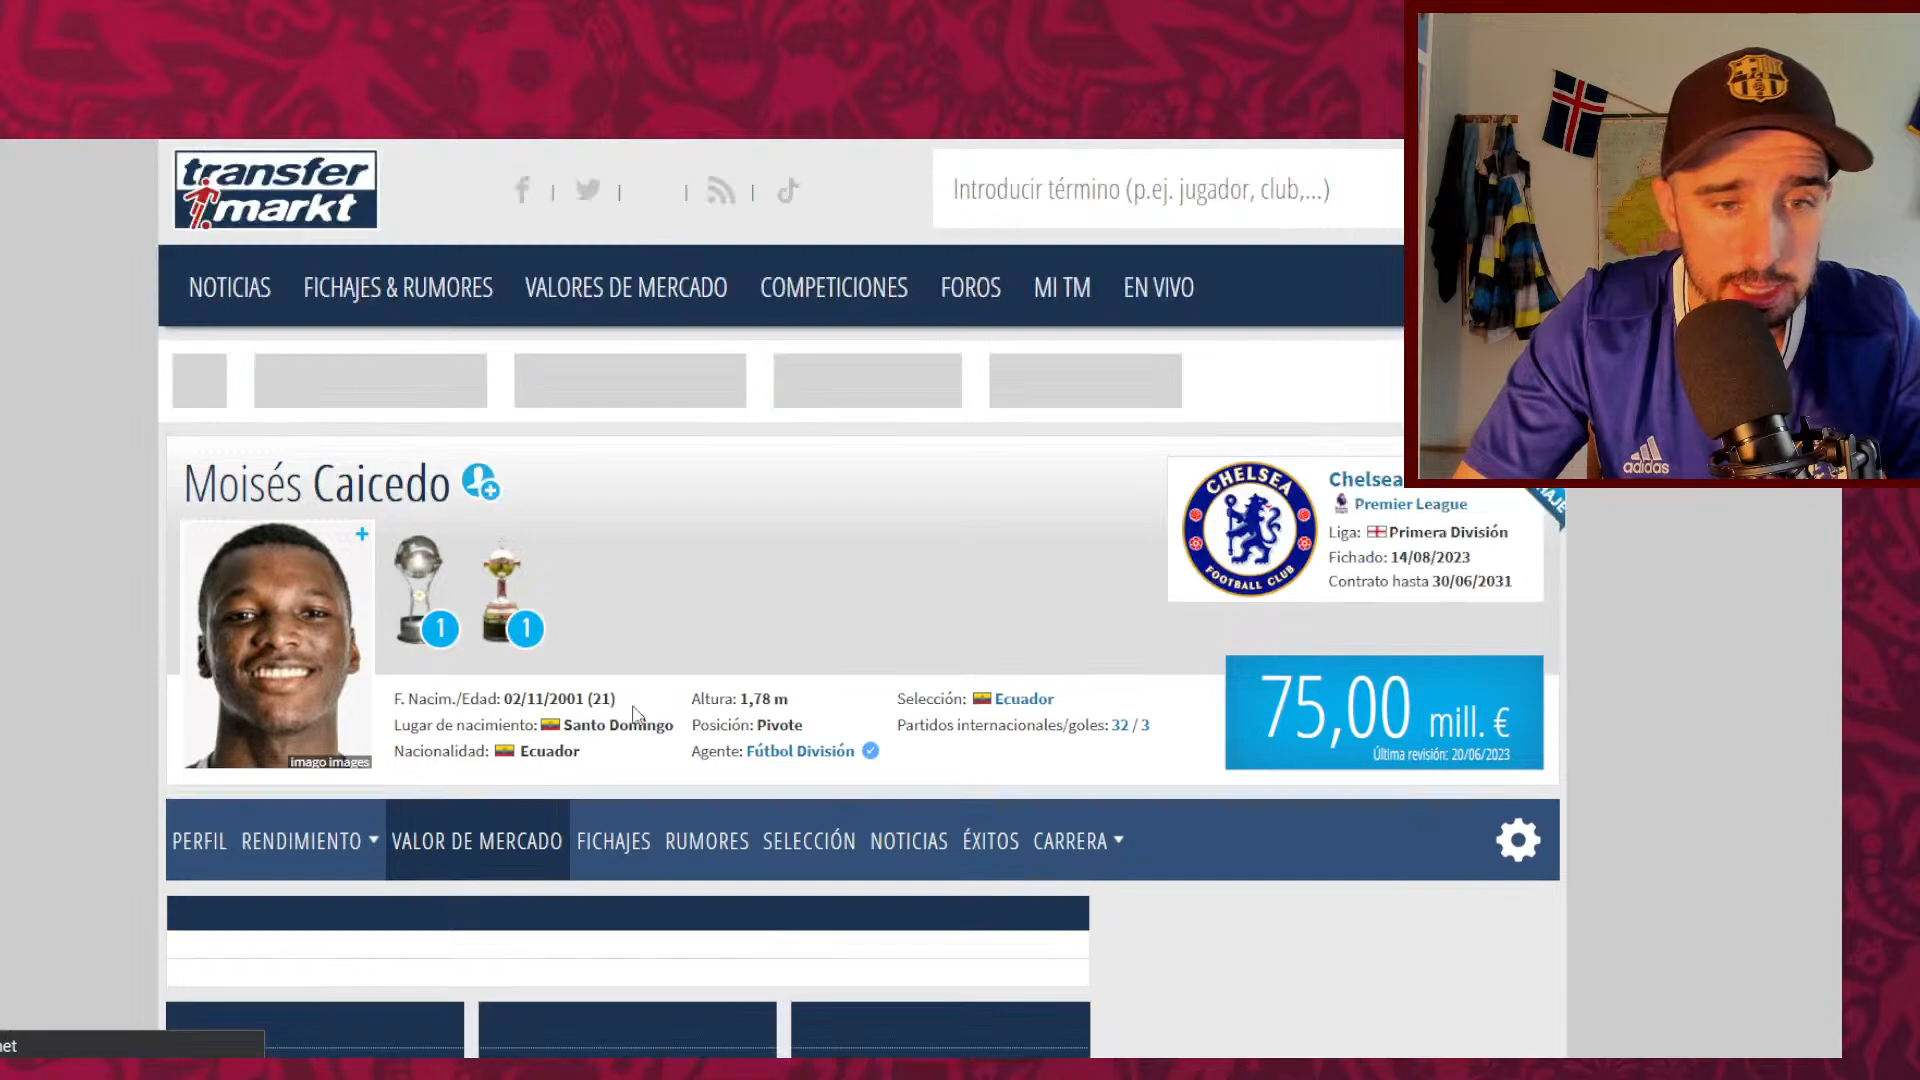 transfer
markt
Introducir término (p.ej. jugador, club,...)
NOTICIAS FICHAJES & RUMORES VALORES DE MERCADO COMPETICIONES FOROS MI TM EN VIVO
Moisés Caicedo
CHELSEA
FOOTBALL CLUB
Chelsea
Premier League
Liga: Primera División
Fichado: 14/08/2023
Contrato hasta 30/06/2031
1 1
imago images
F. Nacim./Edad: 02/11/2001 (21)
Lugar de nacimiento: Santo Domingo
Nacionalidad: Ecuador
Altura: 1,78 m
Posición: Pivote
Agente: Fútbol División
Selección: Ecuador
Partidos internacionales/goles: 32 / 3
75,00 mill. €
Última revisión: 20/06/2023
PERFIL RENDIMIENTO VALOR DE MERCADO FICHAJES RUMORES SELECCIÓN NOTICIAS ÉXITOS CARRERA
adidas